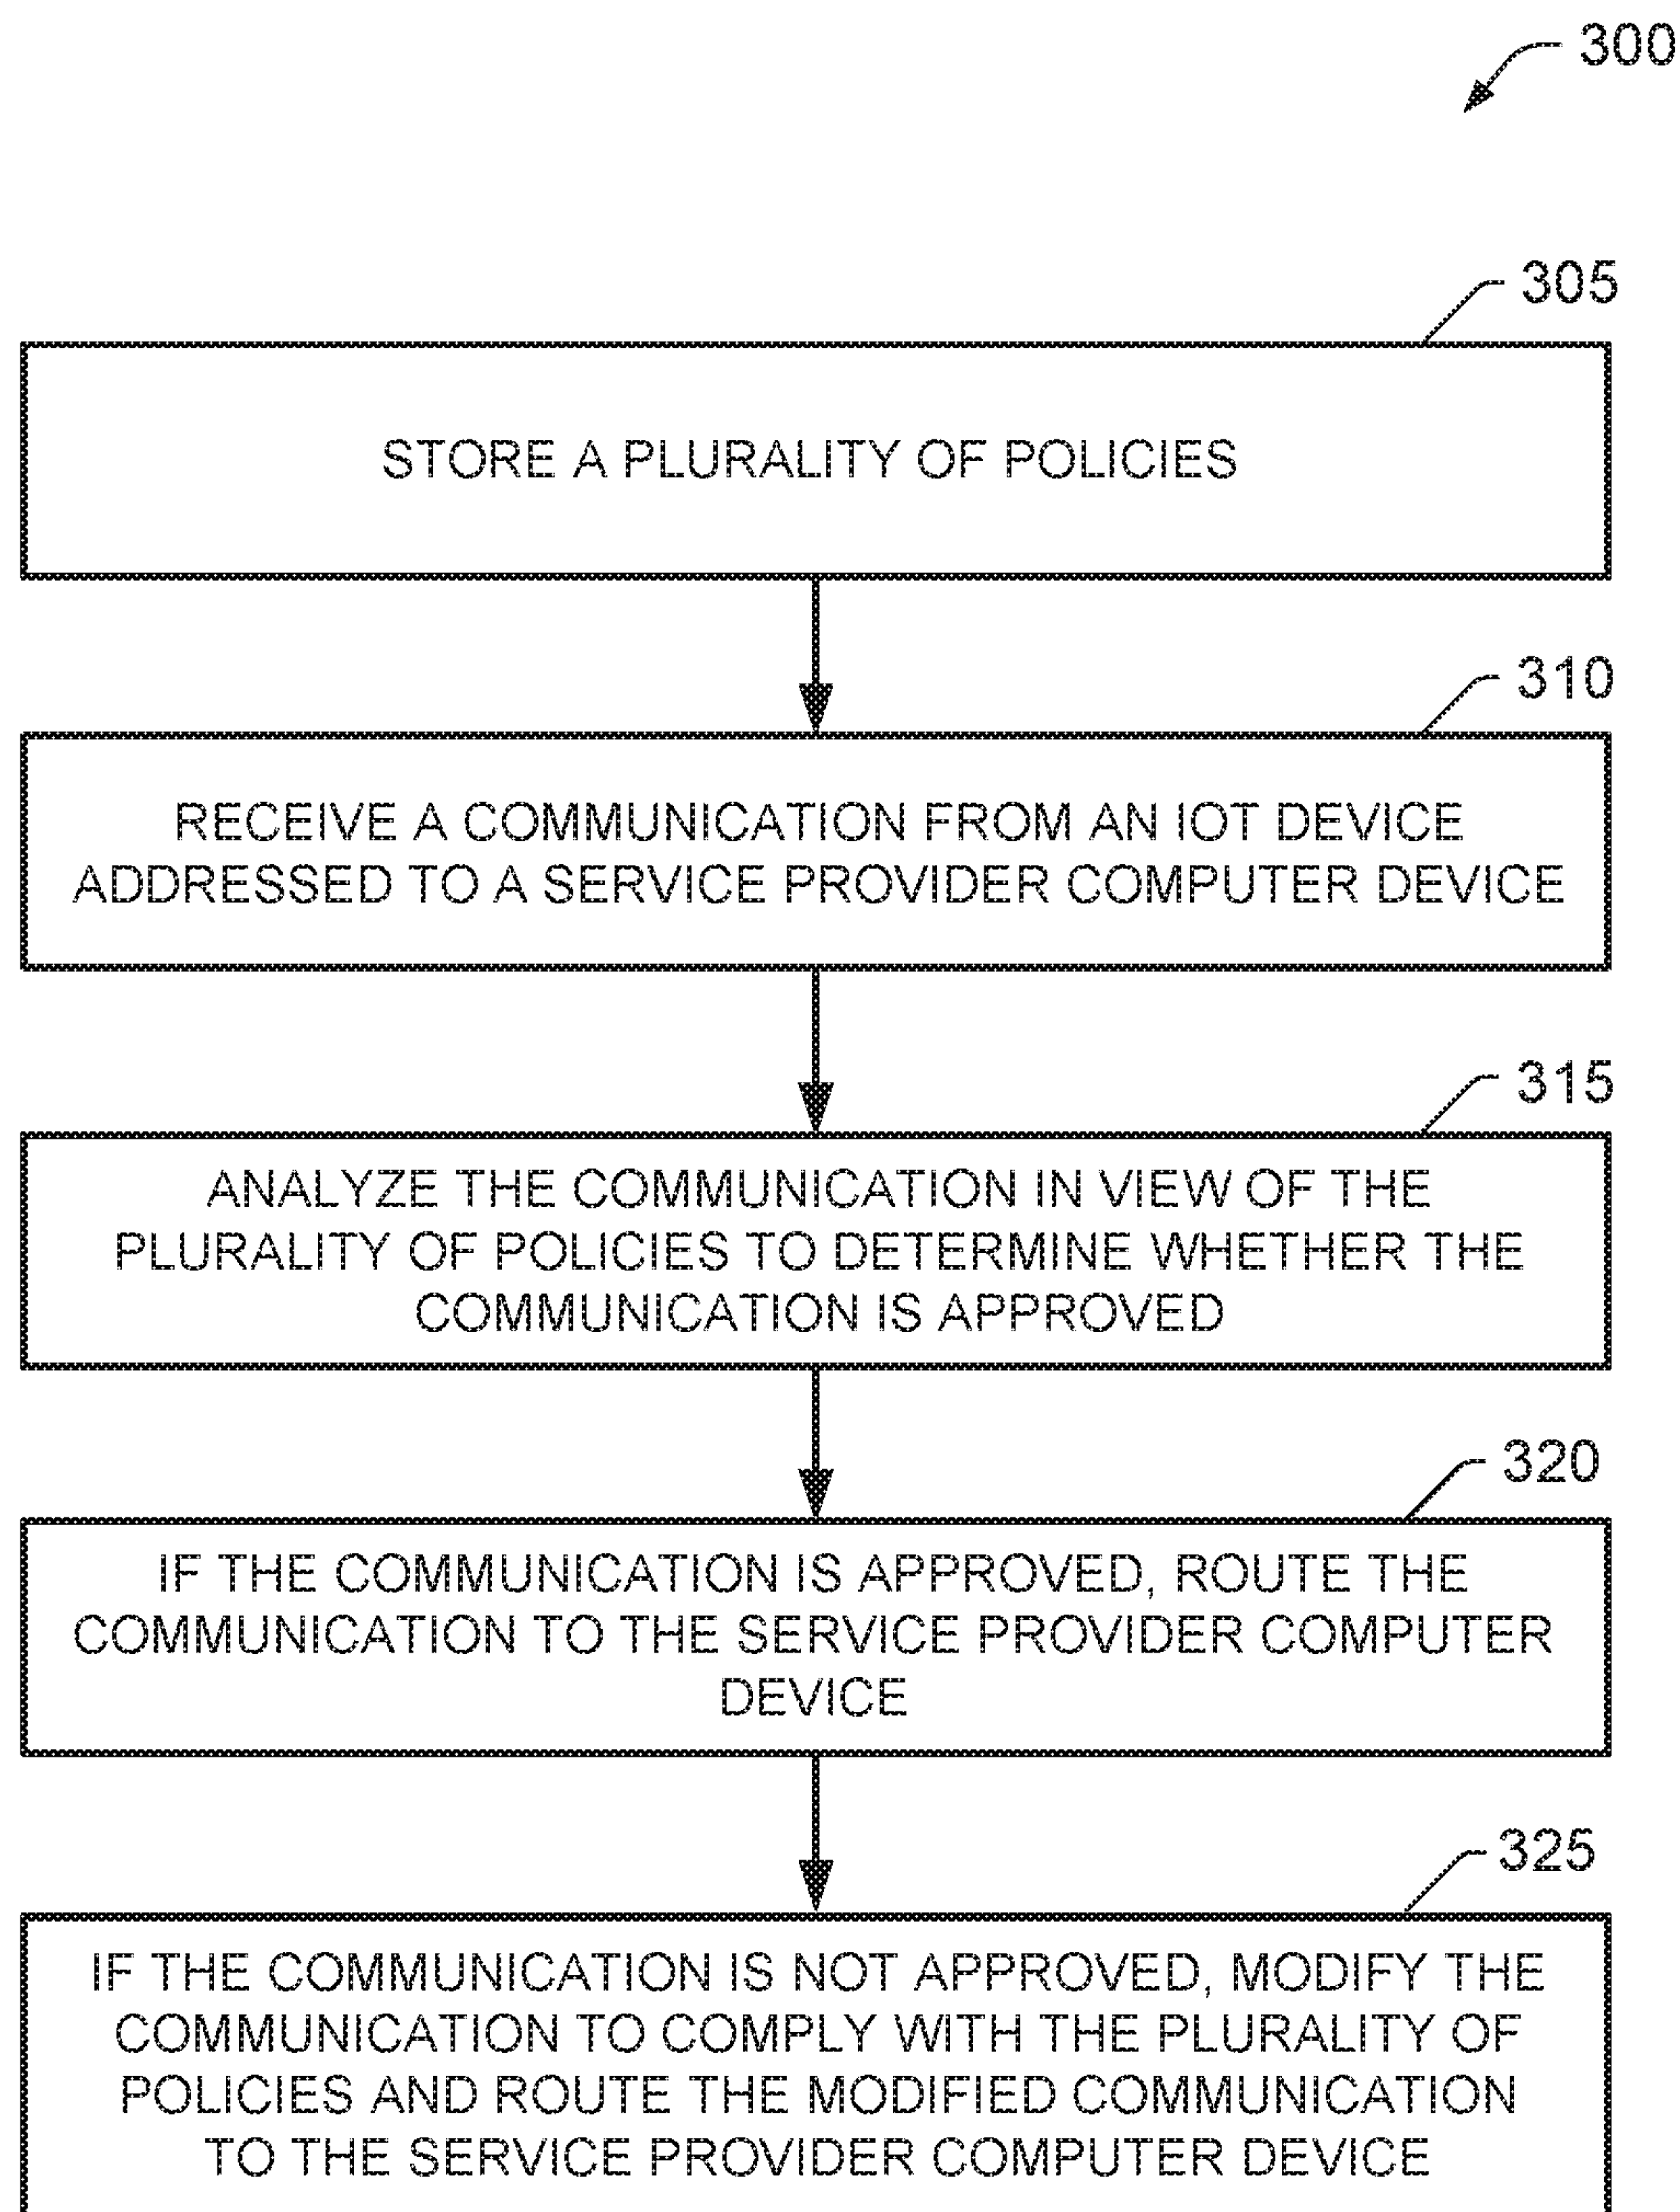 300
305
STORE A PLURALITY OF POLICIES
310
RECEIVE A COMMUNICATION FROM AN IOT DEVICE
ADDRESSED TO A SERVICE PROVIDER COMPUTER DEVICE
315
ANALYZE THE COMMUNICATION IN VIEW OF THE
PLURALITY OF POLICIES TO DETERMINE WHETHER THE
COMMUNICATION IS APPROVED
320
IF THE COMMUNICATION IS APPROVED, ROUTE THE
COMMUNICATION TO THE SERVICE PROVIDER COMPUTER
DEVICE
325
IF THE COMMUNICATION IS NOT APPROVED, MODIFY THE
COMMUNICATION TO COMPLY WITH THE PLURALITY OF
POLICIES AND ROUTE THE MODIFIED COMMUNICATION
TO THE SERVICE PROVIDER COMPUTER DEVICE